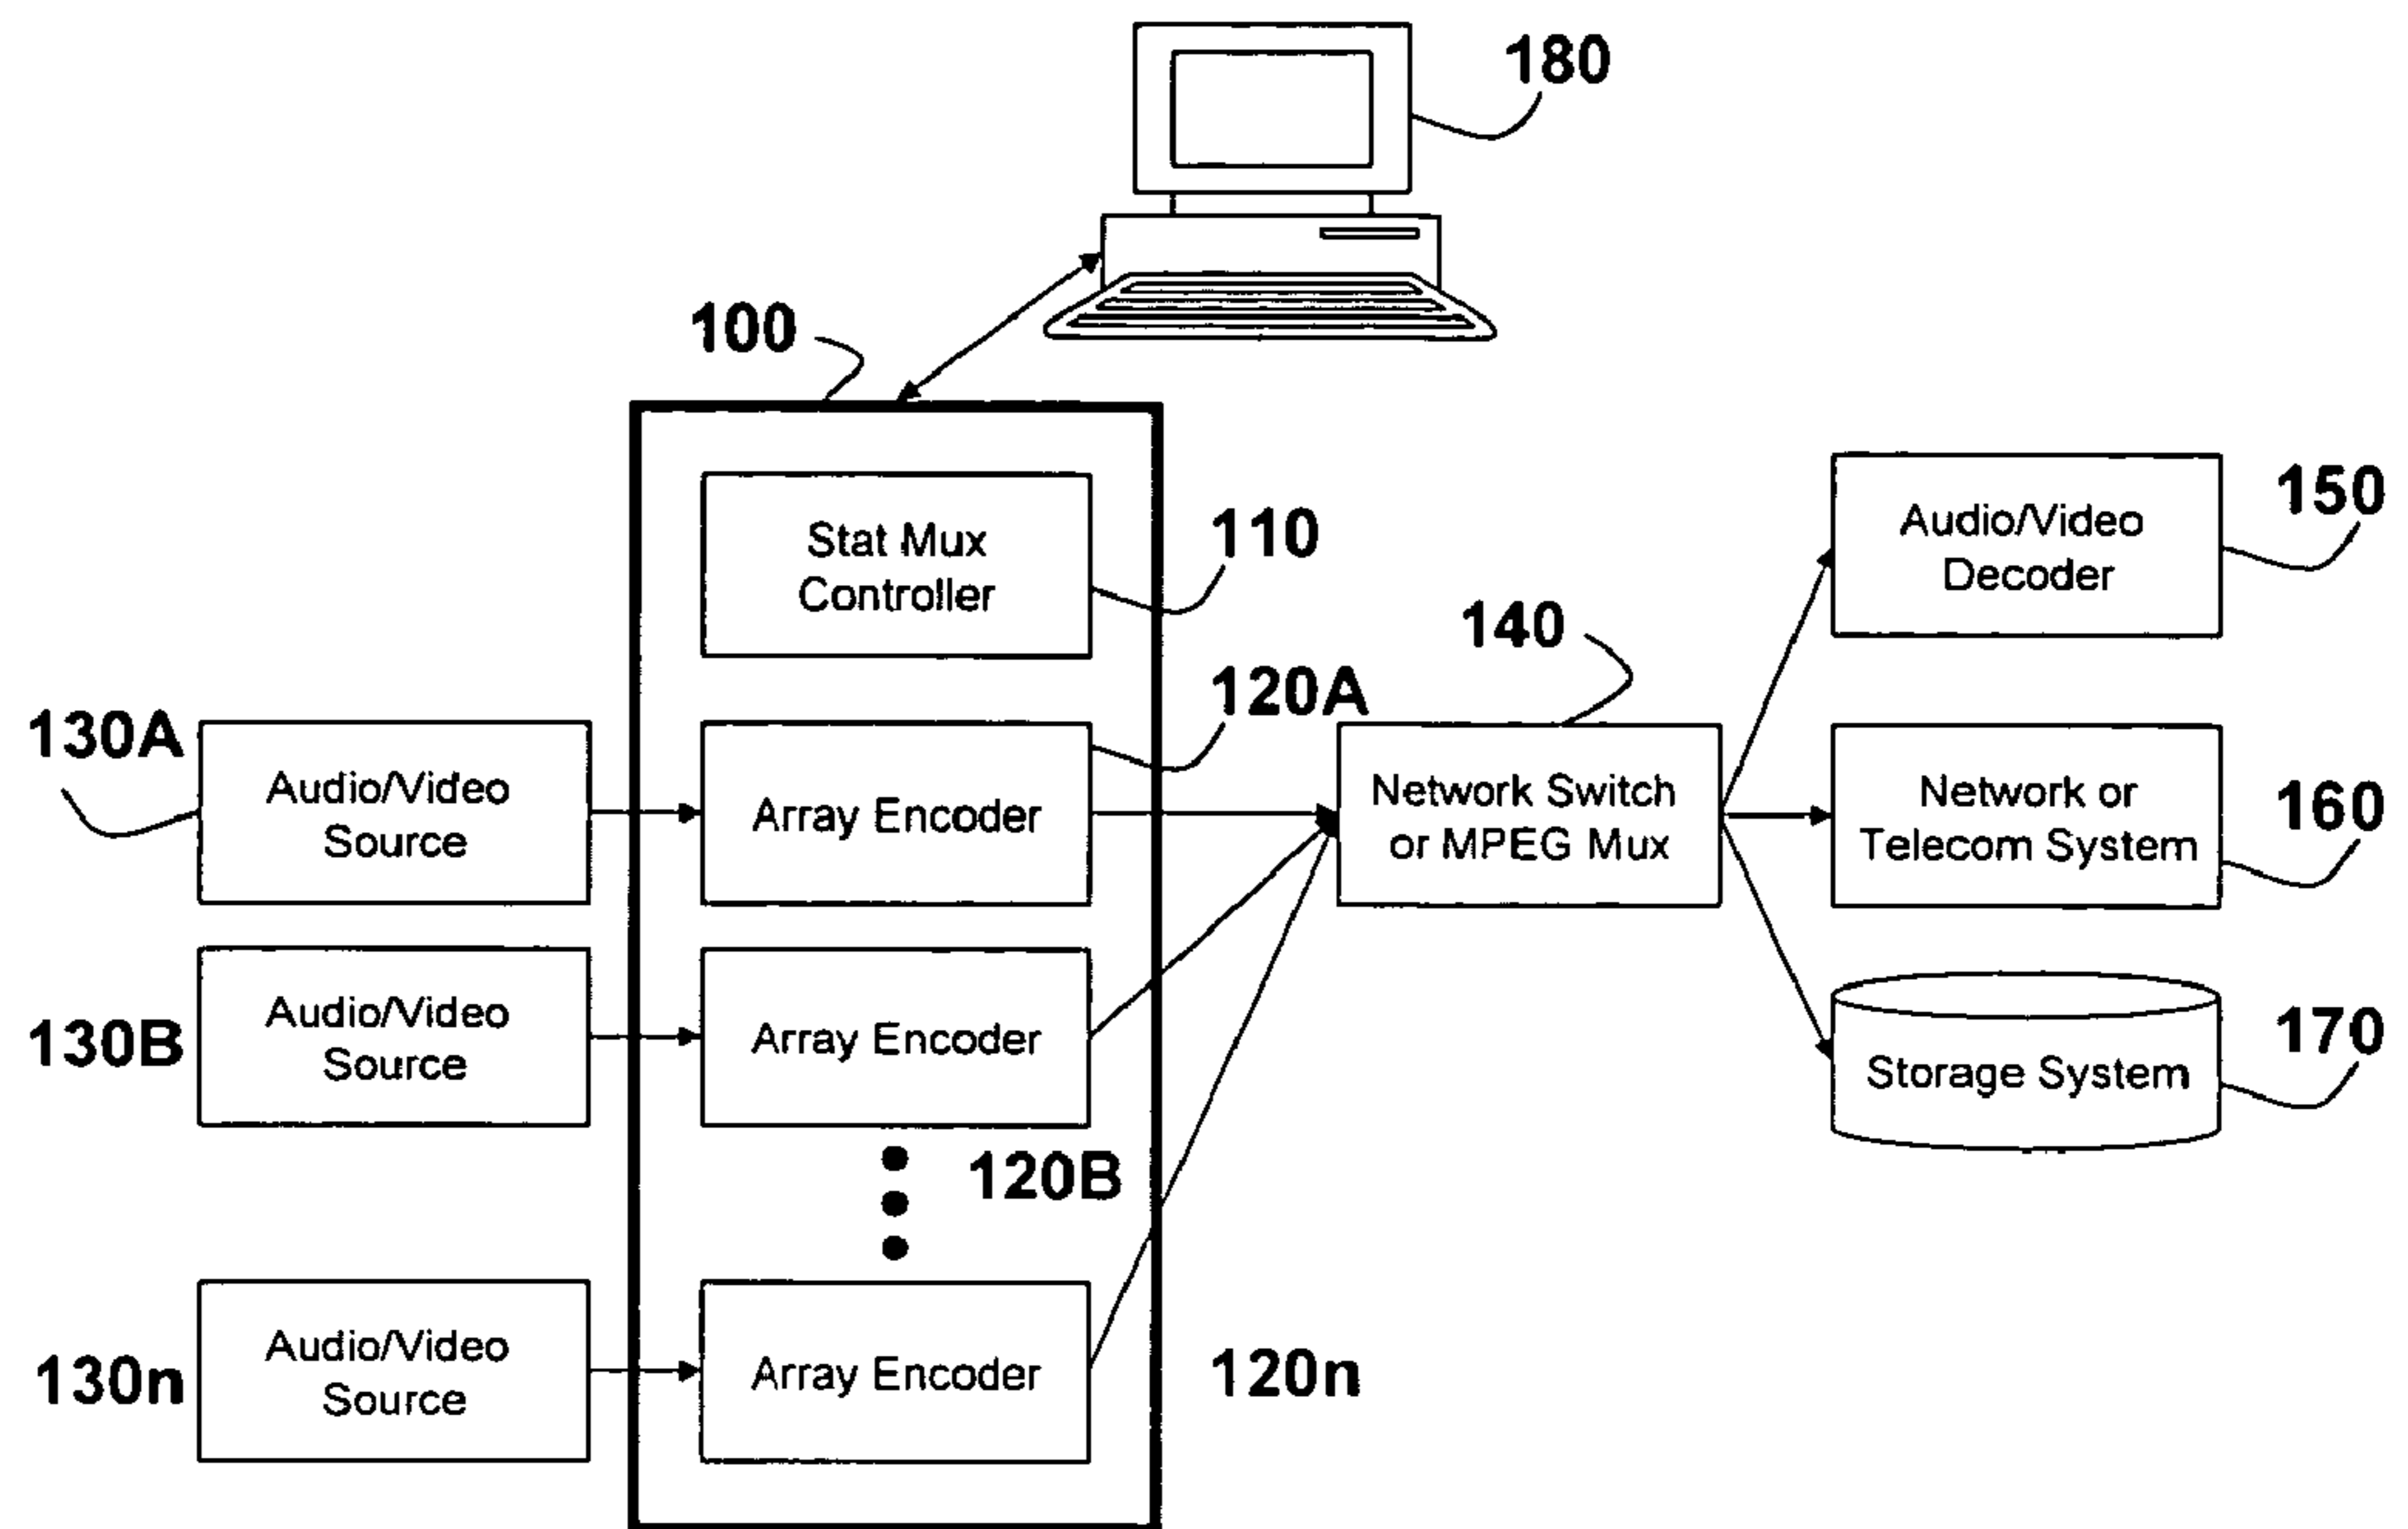 180
100
Stat Mux
Controller
110
Audio/Video
Decoder
150
140
130A
Audio/Video
Source
Array Encoder
120A
Network Switch
or MPEG Mux
Network or
Telecom System
160
130B
Audio/Video
Source
Array Encoder
120B
Storage System
170
130n
Audio/Video
Source
Array Encoder
120n